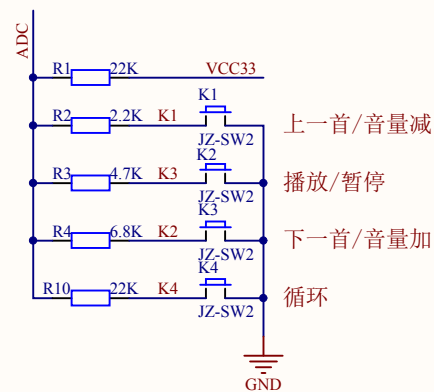 ADC
R1 22K VCC33
K1
R2 2.2K K1 上一首/音量减
JZ-SW2
K2
R3 4.7K K3 播放/暂停
JZ-SW2
K3
R4 6.8K K2 下一首/音量加
JZ-SW2
K4
R10 22K K4 循环
JZ-SW2
GND